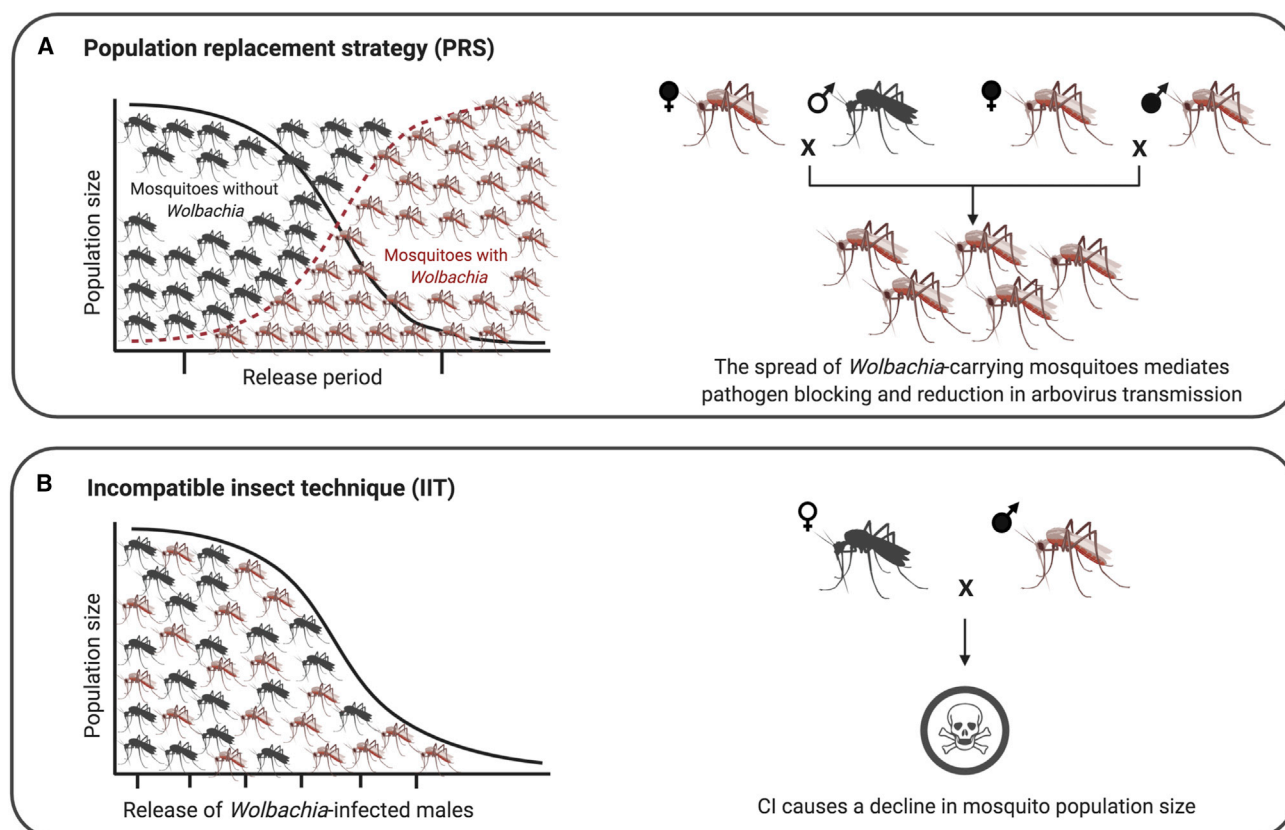 A Population replacement strategy (PRS)
Population size
Mosquitoes without
Wolbachia
Mosquitoes with
Wolbachia
Release period
X
X
The spread of Wolbachia-carrying mosquitoes mediates
pathogen blocking and reduction in arbovirus transmission
B Incompatible insect technique (IIT)
Population size
Release of Wolbachia-infected males
X
CI causes a decline in mosquito population size